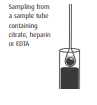 Sampling from
a sample tube
containing
citrate, heparin
or EDTA